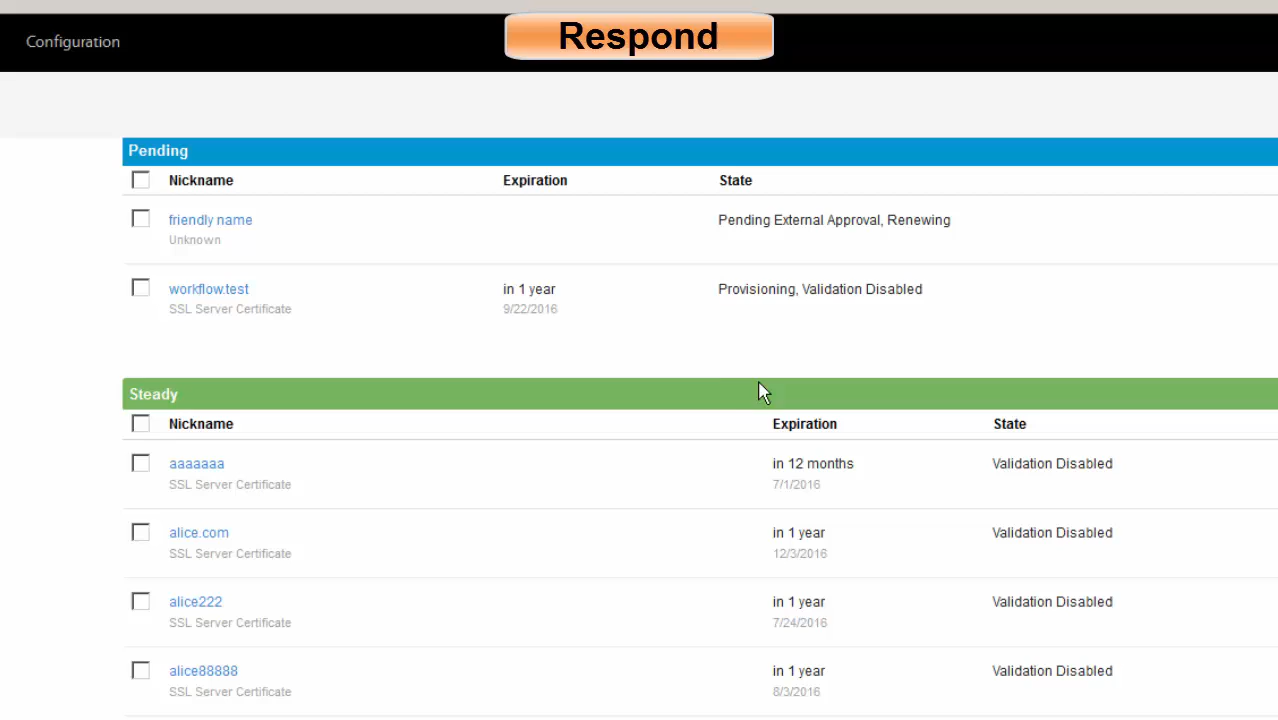 Configuration
Respond
Pending
Nickname Expiration State
friendly name Pending External Approval, Renewing
Unknown
workflow.test in 1 year Provisioning, Validation Disabled
SSL Server Certificate 9/22/2016
Steady
Nickname Expiration State
aaaaaaa in 12 months Validation Disabled
SSL Server Certificate 7/1/2016
alice.com in 1 year Validation Disabled
SSL Server Certificate 12/3/2016
alice222 in 1 year Validation Disabled
SSL Server Certificate 7/24/2016
alice88888 in 1 year Validation Disabled
SSL Server Certificate 8/3/2016